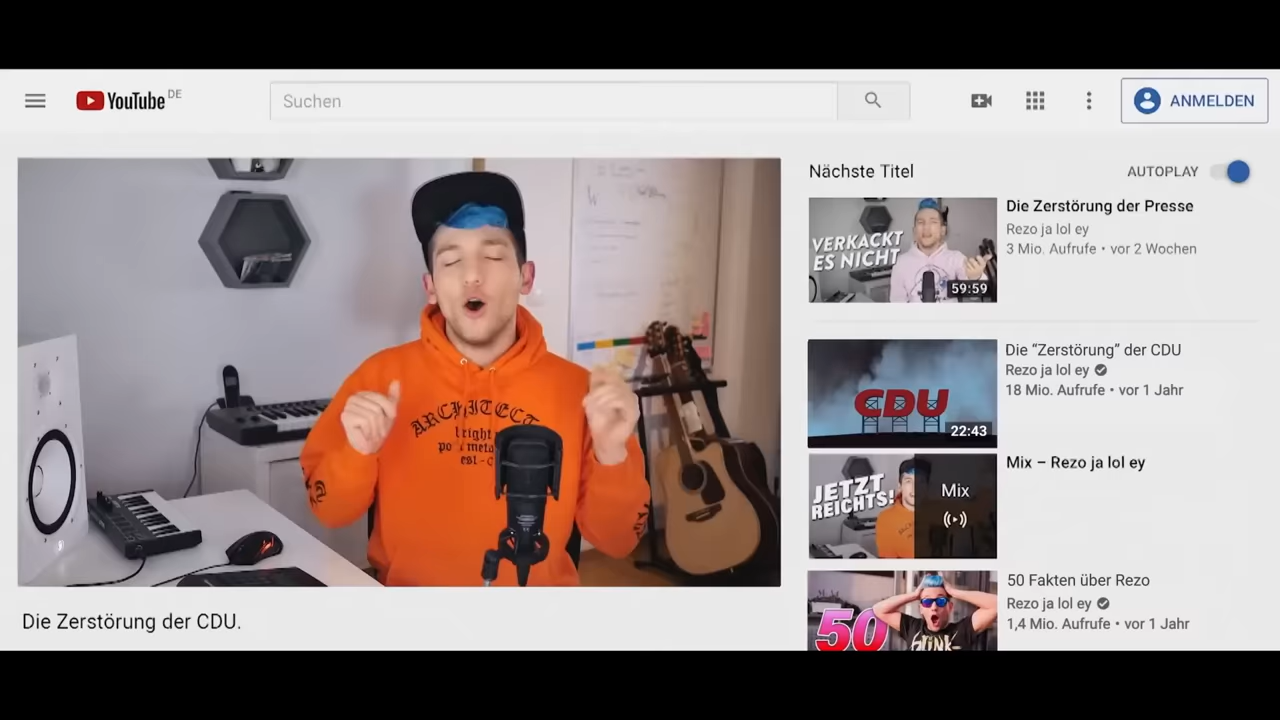 YouTube DE
Suchen
ANMELDEN
Nächste Titel
AUTOPLAY
VERKACKT
ES NICHT
59:59
Die Zerstörung der Presse
Rezo ja lol ey
3 Mio. Aufrufe • vor 2 Wochen
CDU
22:43
Die “Zerstörung” der CDU
Rezo ja lol ey
18 Mio. Aufrufe • vor 1 Jahr
JETZT
REICHTS!
Mix
Mix – Rezo ja lol ey
50
50 Fakten über Rezo
Rezo ja lol ey
1,4 Mio. Aufrufe • vor 1 Jahr
ARCHITECT
est
Die Zerstörung der CDU.